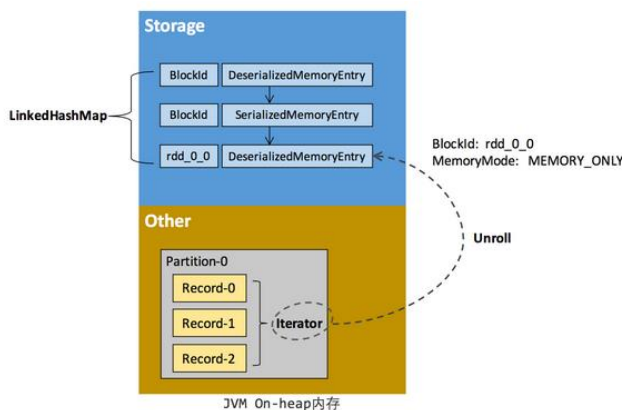 Storage
BlockId DeserializedMemoryEntry
LinkedHashMap
BlockId SerializedMemoryEntry
rdd_0_0 DeserializedMemoryEntry
BlockId: rdd_0_0
MemoryMode: MEMORY_ONLY
Other
Unroll
Partition-0
Record-0
Record-1
Iterator
Record-2
JVM On-heap内存